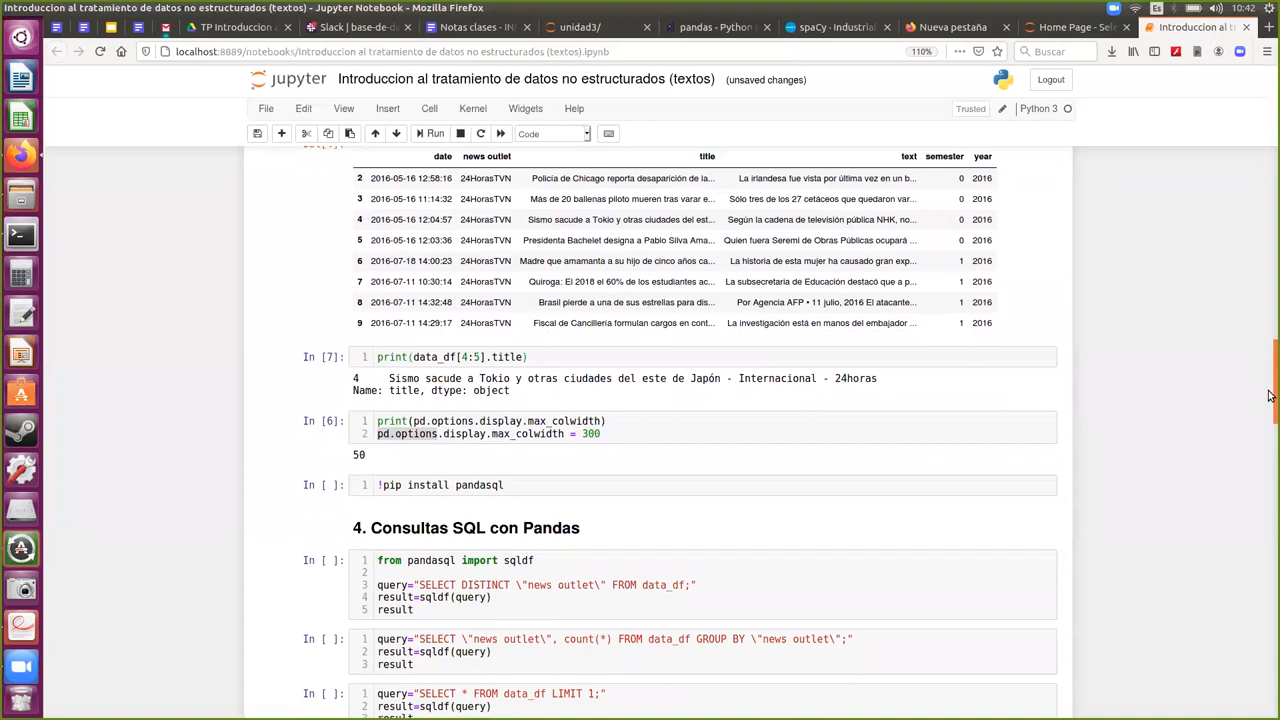 Introduccion al tratamiento de datos no estructurados (textos) - Jupyter Notebook - Mozilla Firefox
Es
10:42
TP Introduccion a
Slack | base-de-da
Notas clases
unidad3/
pandas - Python D
spaCy · Industrial-
Nueva pestaña
Home Page - Selec
Introduccion al tra
localhost:8889/notebooks/Introduccion al tratamiento de datos no estructurados (textos).ipynb
110%
Buscar
jupyter Introduccion al tratamiento de datos no estructurados (textos) (unsaved changes)
Logout
File Edit View Insert Cell Kernel Widgets Help
Trusted
Python 3
Run
Code
date news outlet title text semester year
2 2016-05-16 12:58:16 24HorasTVN Policía de Chicago reporta desaparición de la... La irlandesa fue vista por última vez en un b... 0 2016
3 2016-05-16 11:14:32 24HorasTVN Más de 20 ballenas piloto mueren tras varar e... Sólo tres de los 27 cetáceos que quedaron var... 0 2016
4 2016-05-16 12:04:57 24HorasTVN Sismo sacude a Tokio y otras ciudades del est... Según la cadena de televisión pública NHK, no... 0 2016
5 2016-05-16 12:03:36 24HorasTVN Presidenta Bachelet designa a Pablo Silva Ama... Quien fuera Seremi de Obras Públicas ocupará ... 0 2016
6 2016-07-18 14:00:23 24HorasTVN Madre que amamanta a su hijo de cinco años ca... La historia de esta mujer ha causado gran exp... 1 2016
7 2016-07-11 10:30:14 24HorasTVN Quiroga: El 2018 el 60% de los estudiantes ac... La subsecretaria de Educación destacó que a p... 1 2016
8 2016-07-11 14:32:24 24HorasTVN Brasil pierde a una de sus estrellas para dis... Por Agencia AFP • 11 julio, 2016 El atacante... 1 2016
9 2016-07-11 14:29:17 24HorasTVN Fiscal de Cancillería formulan cargos en cont... La investigación está en manos del embajador ... 1 2016
In [7]: 1 print(data_df[4:5].title)
4 Sismo sacude a Tokio y otras ciudades del este de Japón - Internacional - 24horas
Name: title, dtype: object
In [6]: 1 print(pd.options.display.max_colwidth)
2 pd.options.display.max_colwidth = 300
50
In [ ]: 1 !pip install pandasql
4. Consultas SQL con Pandas
In [ ]: 1 from pandasql import sqldf
2
3 query="SELECT DISTINCT \"news outlet\" FROM data_df;"
4 result=sqldf(query)
5 result
In [ ]: 1 query="SELECT \"news outlet\", count(*) FROM data_df GROUP BY \"news outlet\";"
2 result=sqldf(query)
3 result
In [ ]: 1 query="SELECT * FROM data_df LIMIT 1;"
2 result=sqldf(query)